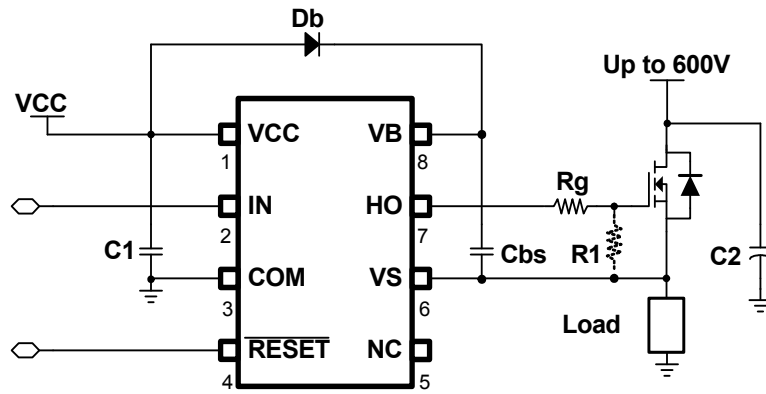 Db
Up to 600V
VCC
VCC VB
1 8
IN HO Rg
2 7
C1 Cbs R1 C2
COM VS
3 6
Load
RESET NC
4 5